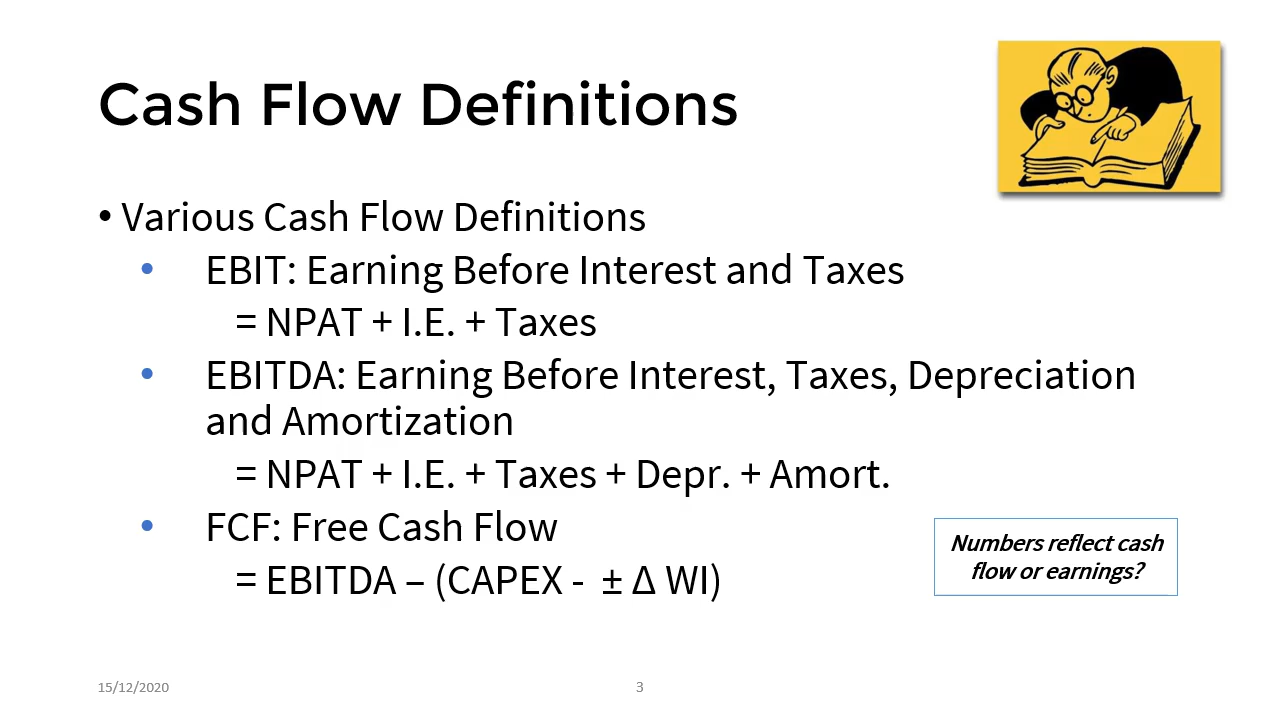 Cash Flow Definitions
• Various Cash Flow Definitions
• EBIT: Earning Before Interest and Taxes
= NPAT + I.E. + Taxes
• EBITDA: Earning Before Interest, Taxes, Depreciation
and Amortization
= NPAT + I.E. + Taxes + Depr. + Amort.
• FCF: Free Cash Flow
= EBITDA – (CAPEX - ± Δ WI)
Numbers reflect cash
flow or earnings?
15/12/2020
3